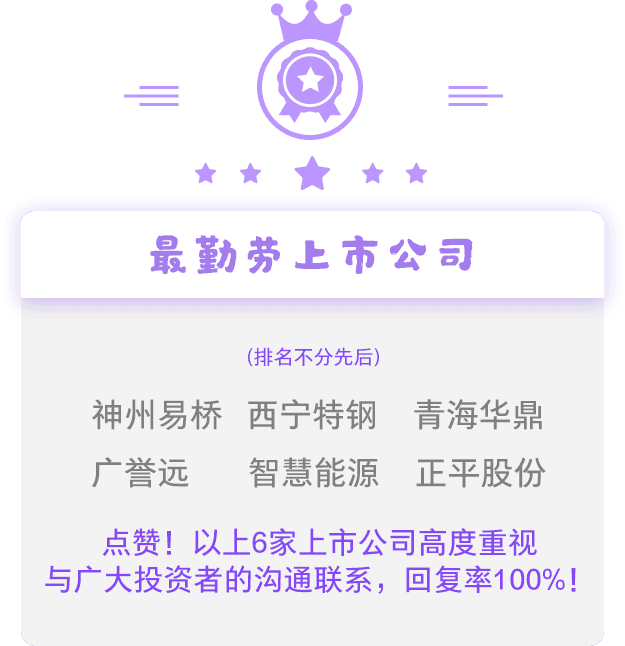 最勤劳上市公司
(排名不分先后)
神州易桥 西宁特钢 青海华鼎
广誉远 智慧能源 正平股份
点赞！以上6家上市公司高度重视
与广大投资者的沟通联系，回复率100%！